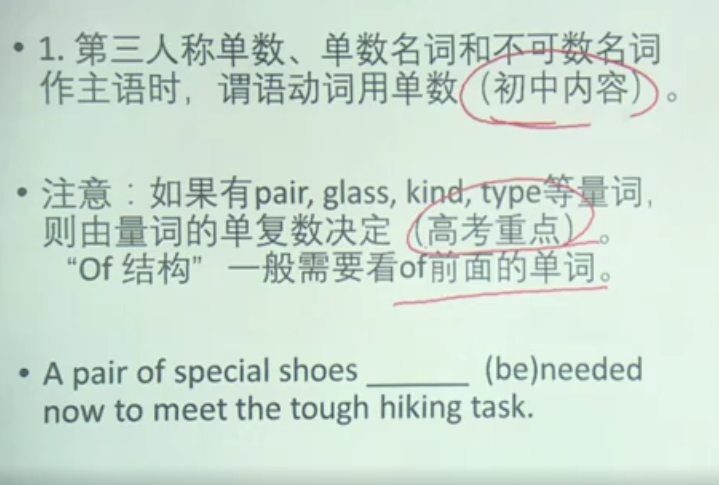 • 1. 第三人称单数、单数名词和不可数名词
作主语时，谓语动词用单数（初中内容）。
• 注意：如果有pair, glass, kind, type等量词，
则由量词的单复数决定（高考重点）。
“Of 结构” 一般需要看of前面的单词。
• A pair of special shoes ______ (be)needed
now to meet the tough hiking task.